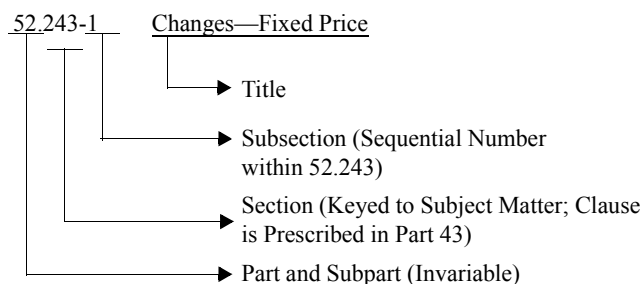 52.243-1 Changes—Fixed Price
Title
Subsection (Sequential Number
within 52.243)
Section (Keyed to Subject Matter; Clause
is Prescribed in Part 43)
Part and Subpart (Invariable)